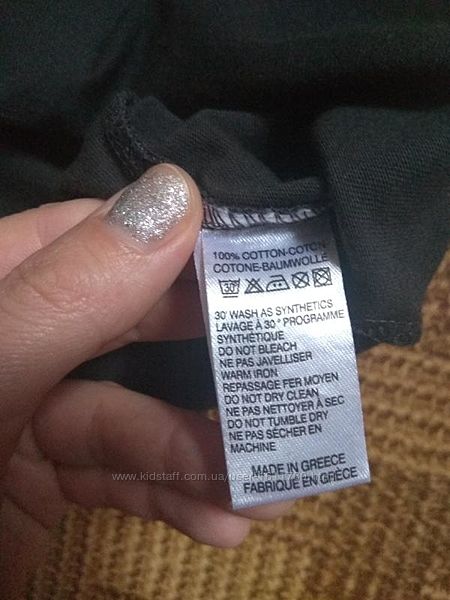 100% COTTON-COTON
COTONE-BAUMWOLLE
30°
30 WASH AS SYNTHETICS
LAVAGE À 30° PROGRAMME
SYNTHÉTIQUE
DO NOT BLEACH
NE PAS JAVELLISER
WARM IRON
REPASSAGE FER MOYEN
DO NOT DRY CLEAN
NE PAS NETTOYER À SEC
DO NOT TUMBLE DRY
NE PAS SÉCHER EN
MACHINE
MADE IN GREECE
FABRIQUE EN GRÈCE